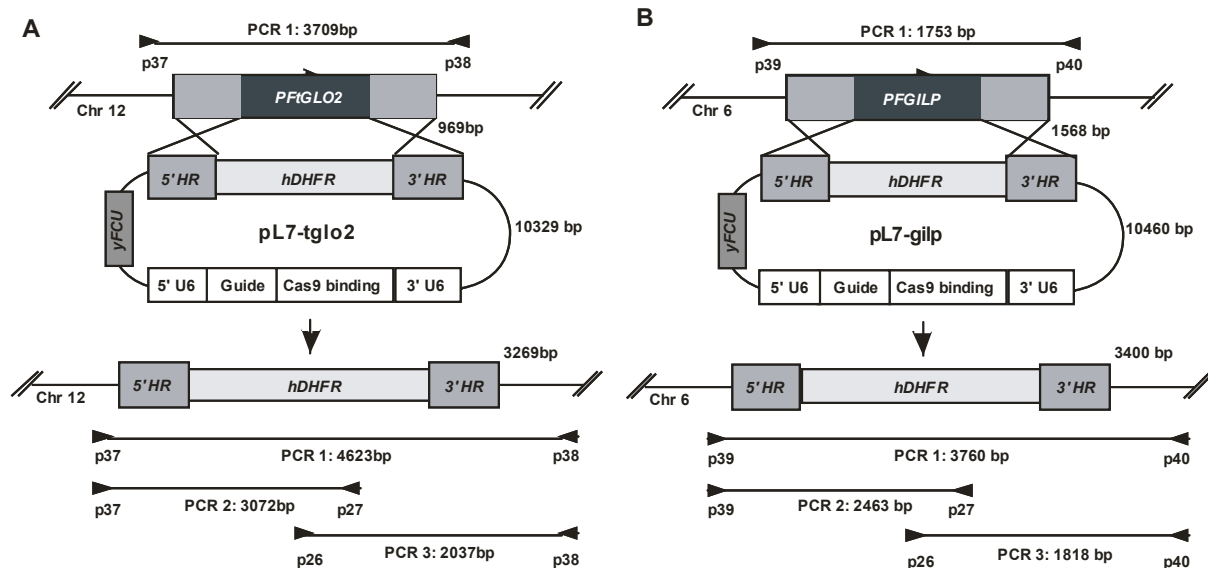 A
PCR 1: 3709bp
p37 p38
PFtGLO2
Chr 12
969bp
5' HR hDHFR 3' HR
yFCU
pL7-tglo2
10329 bp
5' U6 Guide Cas9 binding 3' U6
3269bp
5' HR hDHFR 3' HR
Chr 12
p37 PCR 1: 4623bp p38
p37 PCR 2: 3072bp p27
p26 PCR 3: 2037bp p38
B
PCR 1: 1753 bp
p39 p40
PFGILP
Chr 6
1568 bp
5' HR hDHFR 3' HR
yFCU
pL7-gilp
10460 bp
5' U6 Guide Cas9 binding 3' U6
3400 bp
5' HR hDHFR 3' HR
Chr 6
p39 PCR 1: 3760 bp p40
p39 PCR 2: 2463 bp p27
p26 PCR 3: 1818 bp p40